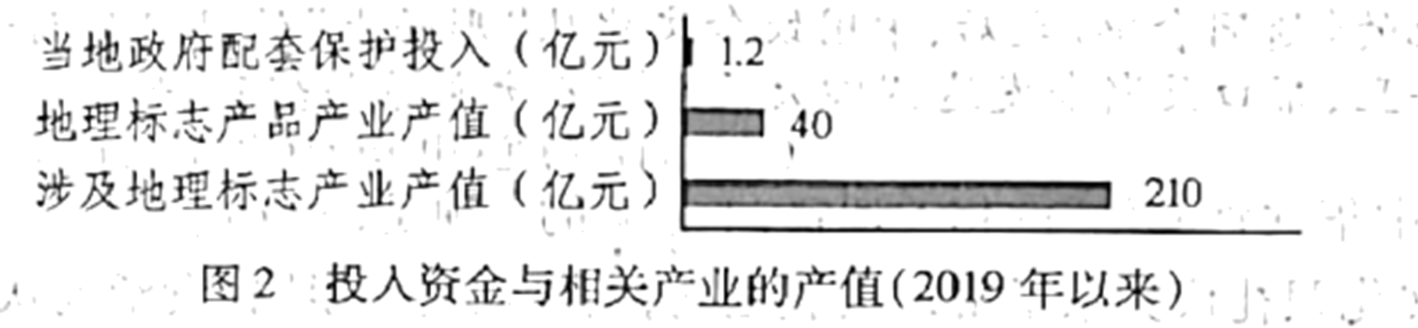 当地政府配套保护投入（亿元） 1.2
地理标志产品产业产值（亿元） 40
涉及地理标志产业产值（亿元） 210
图2 投入资金与相关产业的产值(2019年以来)